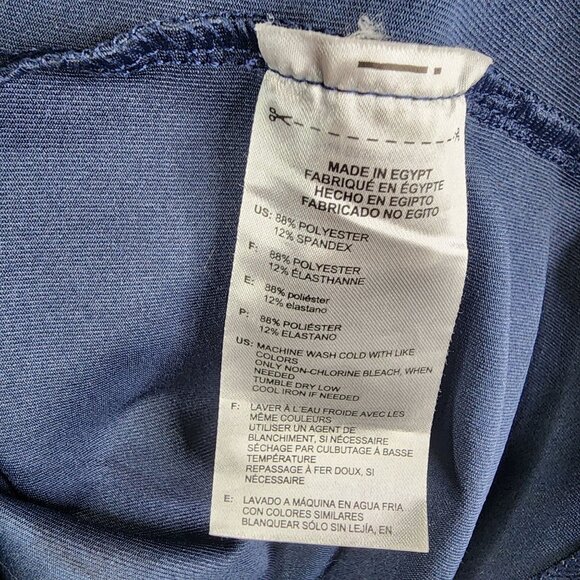 MADE IN EGYPT
FABRIQUÉ EN ÉGYPTE
HECHO EN EGIPTO
FABRICADO NO EGITO
US: 88% POLYESTER
12% SPANDEX
F: 88% POLYESTER
12% ÉLASTHANNE
E: 88% poliéster
12% elastano
P: 88% POLIÉSTER
12% ELASTANO
US: MACHINE WASH COLD WITH LIKE
COLORS
ONLY NON-CHLORINE BLEACH, WHEN
NEEDED
TUMBLE DRY LOW
COOL IRON IF NEEDED
F: LAVER À L'EAU FROIDE AVEC LES
MÊME COULEURS
UTILISER UN AGENT DE
BLANCHIMENT, SI NÉCESSAIRE
SÉCHAGE PAR CULBUTAGE À BASSE
TEMPÉRATURE
REPASSAGE À FER DOUX, SI
NÉCESSAIRE
E: LAVADO A MÁQUINA EN AGUA FRIA
CON COLORES SIMILARES
BLANQUEAR SÓLO SIN LEJÍA, EN